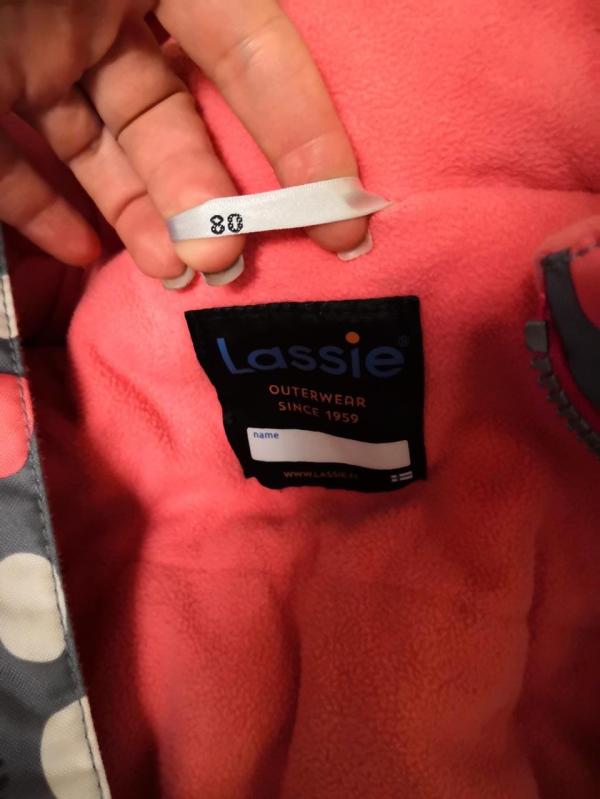 80
Lassie®
OUTERWEAR
SINCE 1959
name
WWW.LASSIE.FI